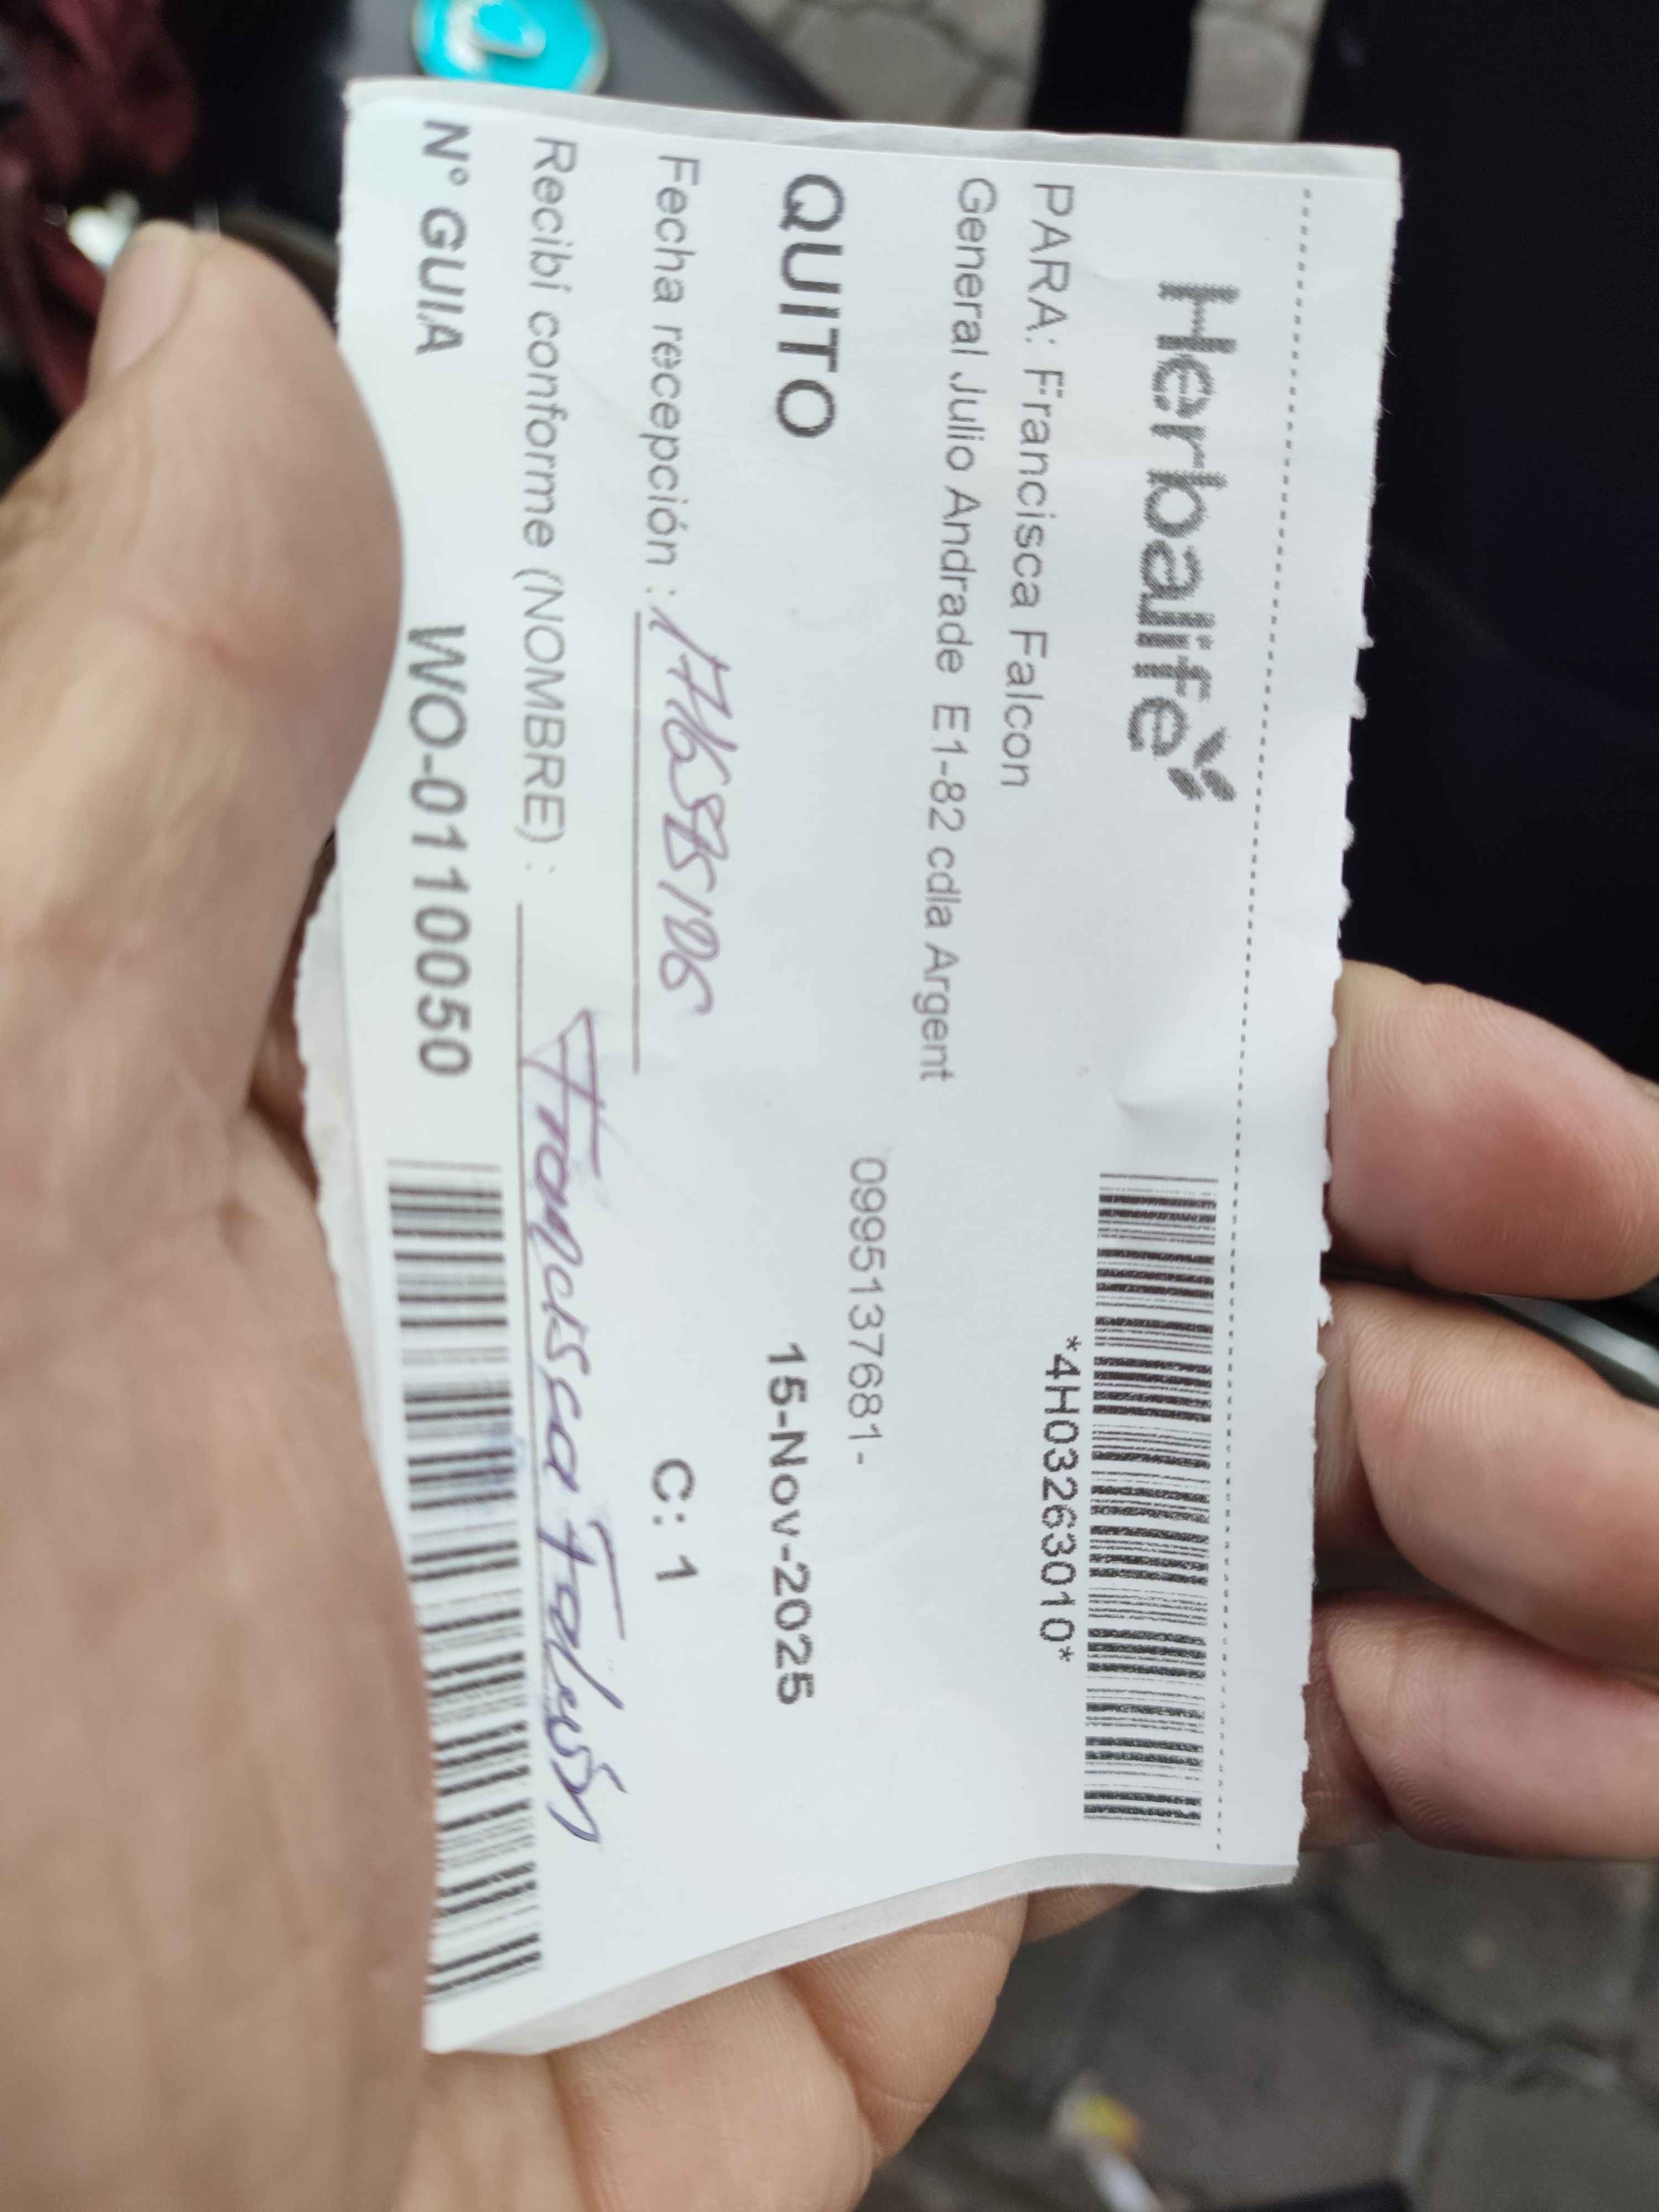 Herbalife
*4H03263010*
PARA: Francisca Falcon
General Julio Andrade E1-82 cdla Argent
0995137681-
QUITO 15-Nov-2025
Fecha recepción : C: 1
Recibí conforme (NOMBRE) : Francisca Falcón
N° GUIA WO-0110050